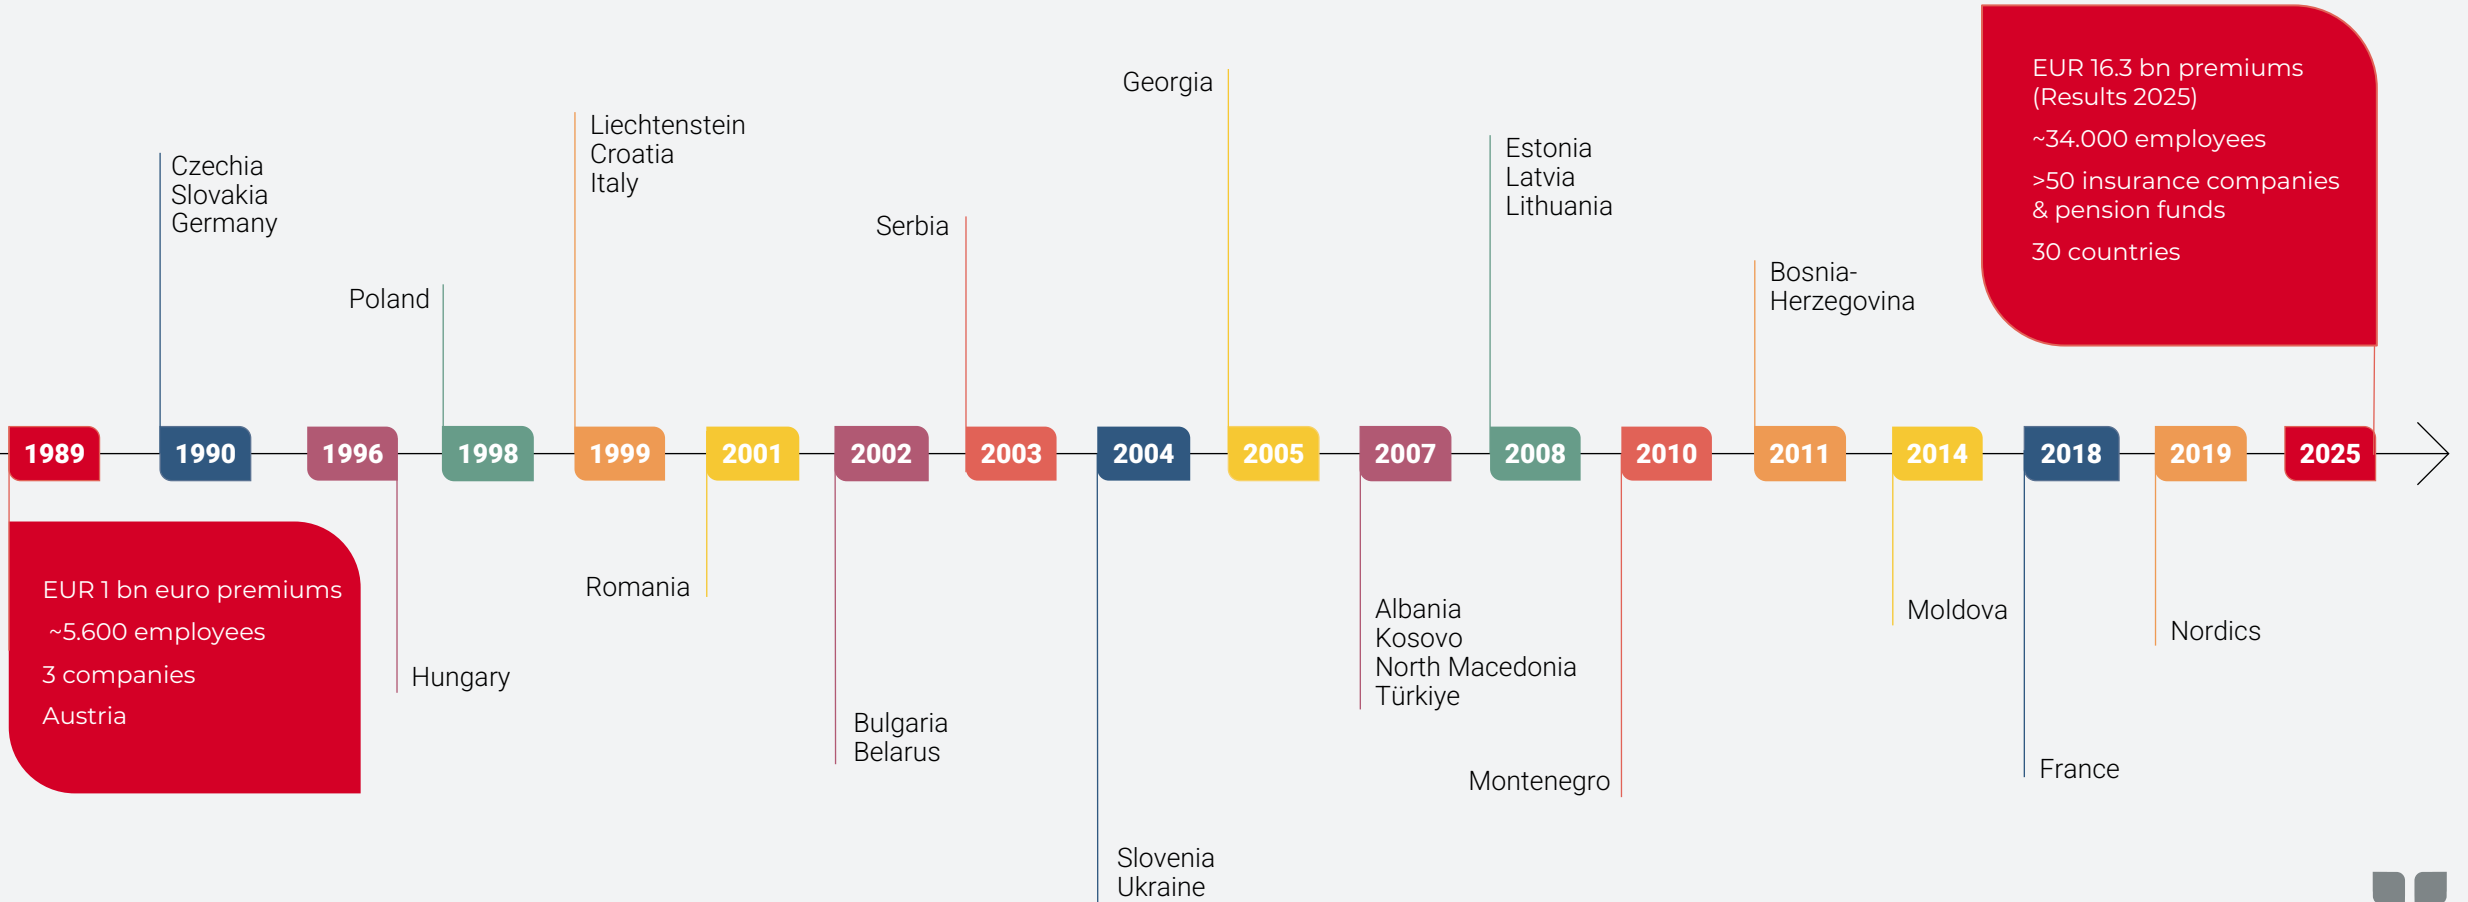 1989
EUR 1 bn euro premiums
~5.600 employees
3 companies
Austria
1990
Czechia
Slovakia
Germany
1996
Hungary
1998
Poland
1999
Liechtenstein
Croatia
Italy
2001
Romania
2002
Bulgaria
Belarus
2003
Serbia
2004
Slovenia
Ukraine
2005
Georgia
2007
Albania
Kosovo
North Macedonia
Türkiye
2008
Estonia
Latvia
Lithuania
2010
Montenegro
2011
Bosnia-
Herzegovina
2014
Moldova
2018
France
2019
Nordics
2025
EUR 16.3 bn premiums
(Results 2025)
~34.000 employees
>50 insurance companies
& pension funds
30 countries